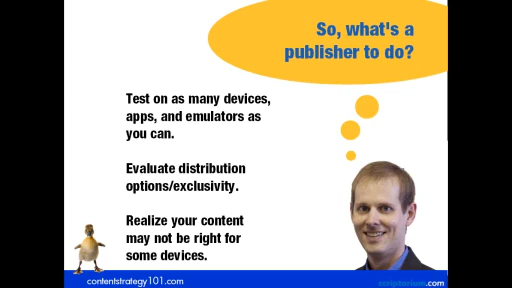 So, what's a
publisher to do?
Test on as many devices,
apps, and emulators as
you can.
Evaluate distribution
options/exclusivity.
Realize your content
may not be right for
some devices.
contentstrategy101.com
scriptorium.com